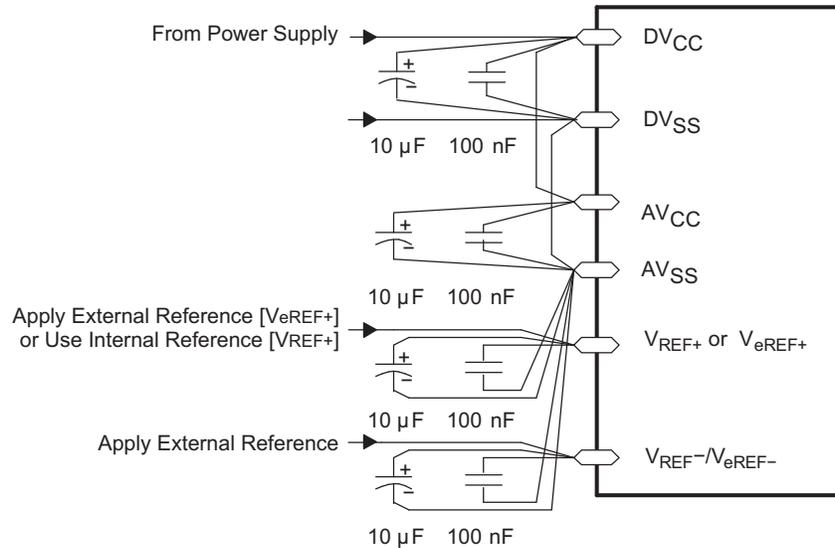 From Power Supply
DVCC
+
−
DVSS
10 µF 100 nF
AVCC
+
−
AVSS
10 µF 100 nF
Apply External Reference [VeREF+]
or Use Internal Reference [VREF+]
VREF+ or VeREF+
+
−
10 µF 100 nF
Apply External Reference
VREF−/VeREF−
+
−
10 µF 100 nF